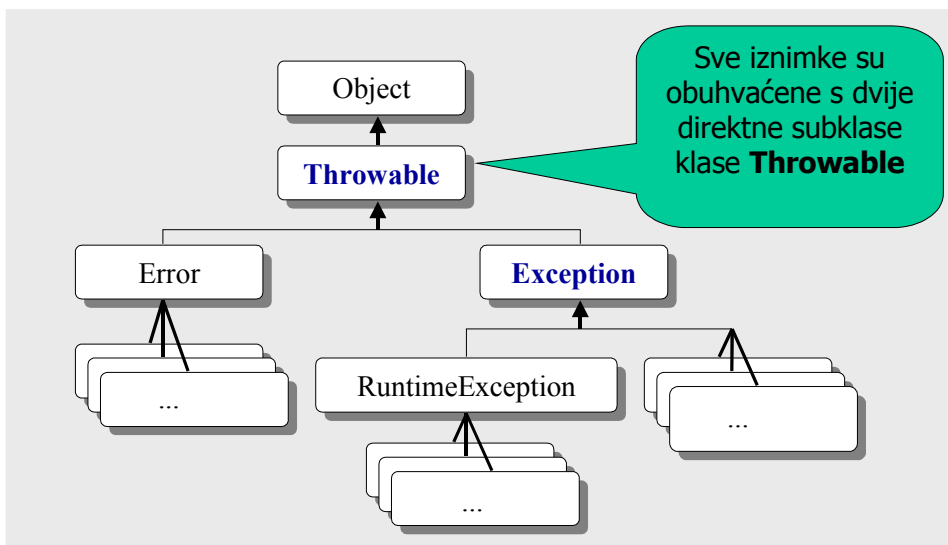 Sve iznimke su
obuhvaćene s dvije
direktne subklase
klase Throwable
Object
Throwable
Error
Exception
RuntimeException
...
...
...